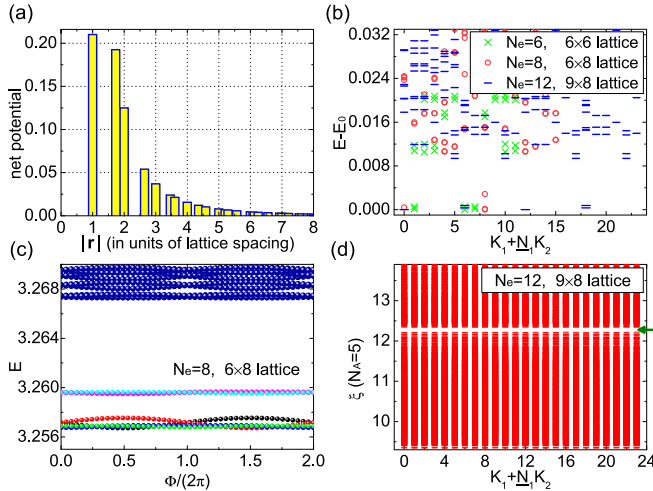 (a)
net potential
0.20
0.15
0.10
0.05
0.00
0 1 2 3 4 5 6 7 8
|r| (in units of lattice spacing)
(b)
E-E₀
0.032
0.024
0.016
0.008
0.000
Nₑ=6, 6×6 lattice
Nₑ=8, 6×8 lattice
Nₑ=12, 9×8 lattice
0 5 10 15 20
K₁+N₁K₂
(c)
E
3.268
3.264
3.260
3.256
Nₑ=8, 6×8 lattice
0.0 0.5 1.0 1.5 2.0
Φ/(2π)
(d)
ξ (N_A=5)
13
12
11
10
Nₑ=12, 9×8 lattice
0 4 8 12 16 20 24
K₁+N₁K₂